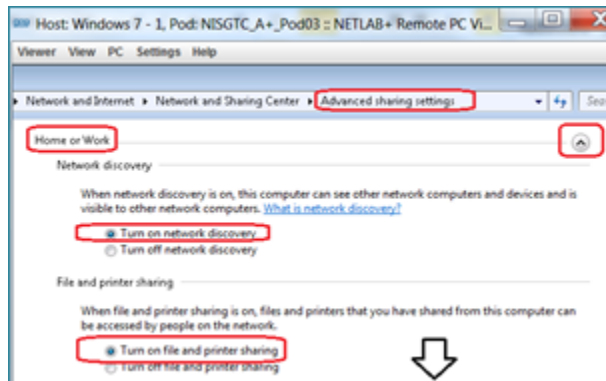 Host: Windows 7 - 1, Pod: NISGTC_A+_Pod03 :: NETLAB+ Remote PC Vi...
Viewer View PC Settings Help
Network and Internet ▸ Network and Sharing Center ▸ Advanced sharing settings
Home or Work
Network discovery
When network discovery is on, this computer can see other network computers and devices and is
visible to other network computers. What is network discovery?
Turn on network discovery
Turn off network discovery
File and printer sharing
When file and printer sharing is on, files and printers that you have shared from this computer can
be accessed by people on the network.
Turn on file and printer sharing
Turn off file and printer sharing